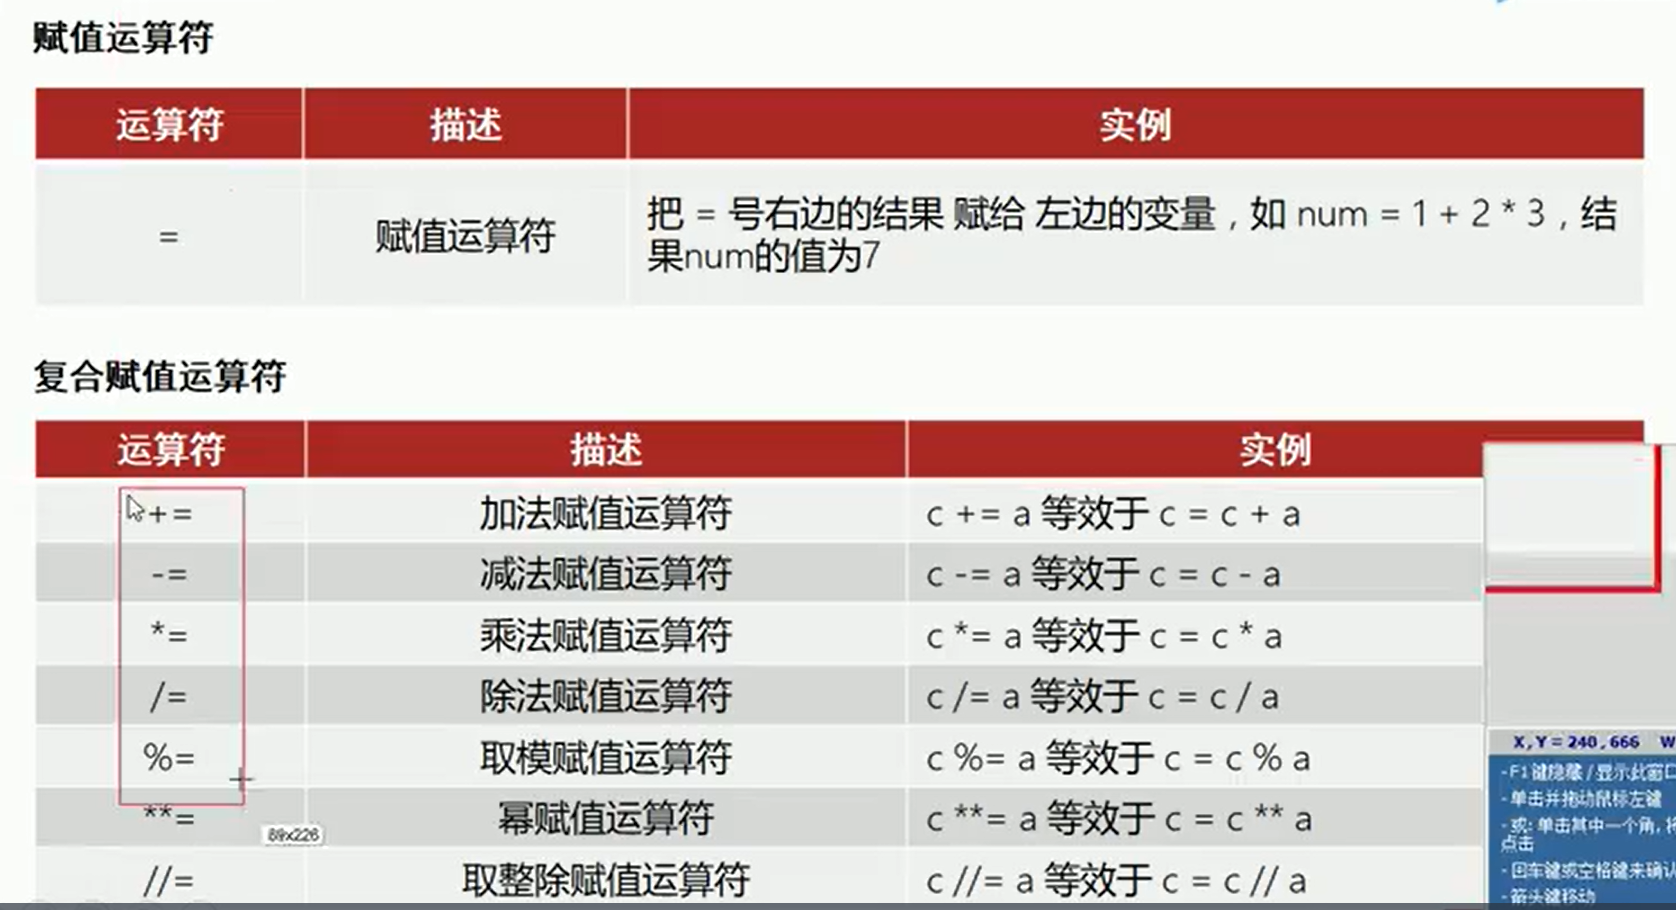 赋值运算符
运算符 描述 实例
= 赋值运算符 把 = 号右边的结果 赋给 左边的变量，如 num = 1 + 2 * 3，结
果num的值为7
复合赋值运算符
运算符 描述 实例
+= 加法赋值运算符 c += a 等效于 c = c + a
-= 减法赋值运算符 c -= a 等效于 c = c - a
*= 乘法赋值运算符 c *= a 等效于 c = c * a
/= 除法赋值运算符 c /= a 等效于 c = c / a
%= 取模赋值运算符 c %= a 等效于 c = c % a
**= 幂赋值运算符 c **= a 等效于 c = c ** a
69x226
//= 取整除赋值运算符 c //= a 等效于 c = c // a
X,Y=240,666 W
-F1键隐藏/显示此窗口
-单击并拖动鼠标左键
-或:单击其中一个角,
点击
-回车键或空格键来确认
-箭头键移动